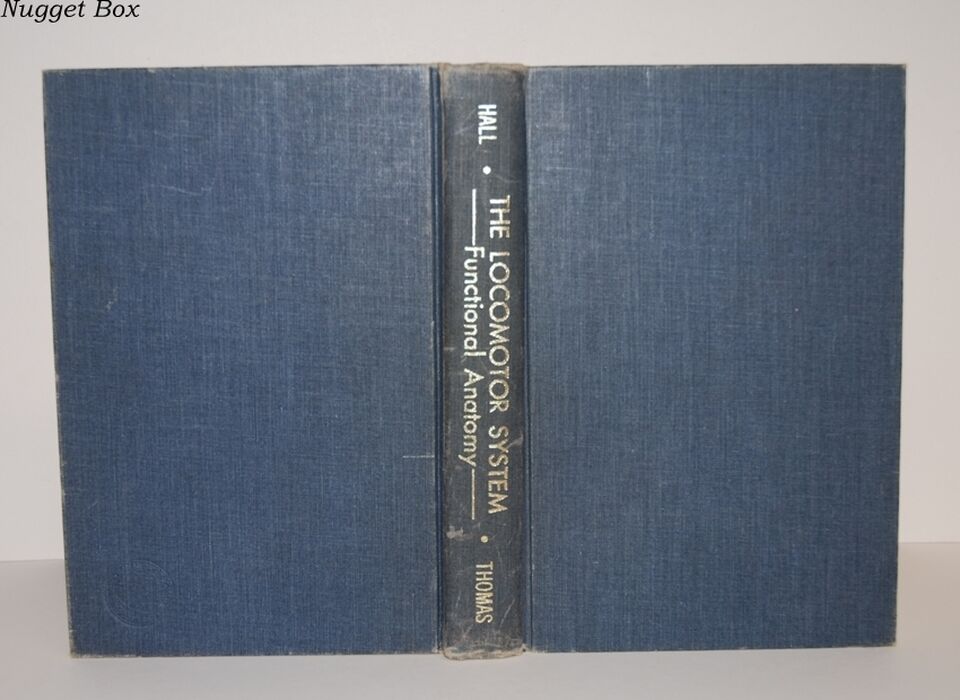 Nugget Box
HALL • THE LOCOMOTOR SYSTEM
—Functional Anatomy—
• THOMAS